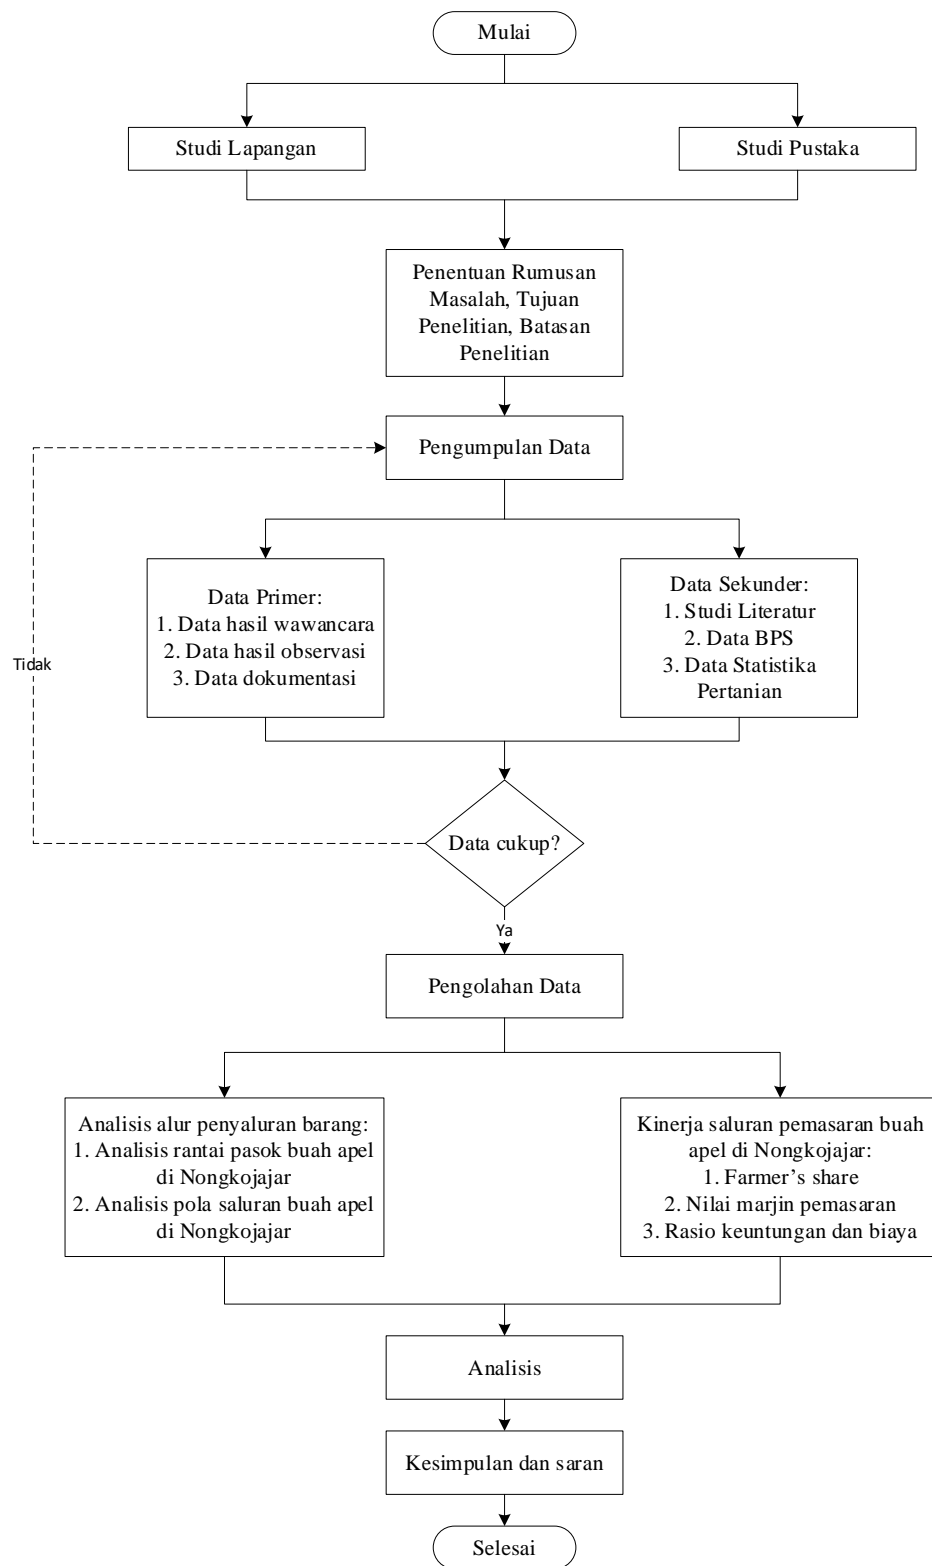 Mulai
Studi Lapangan
Studi Pustaka
Penentuan Rumusan
Masalah, Tujuan
Penelitian, Batasan
Penelitian
Pengumpulan Data
Data Primer:
1. Data hasil wawancara
2. Data hasil observasi
3. Data dokumentasi
Data Sekunder:
1. Studi Literatur
2. Data BPS
3. Data Statistika
Pertanian
Tidak
Data cukup?
Ya
Pengolahan Data
Analisis alur penyaluran barang:
1. Analisis rantai pasok buah apel
di Nongkojajar
2. Analisis pola saluran buah apel
di Nongkojajar
Kinerja saluran pemasaran buah
apel di Nongkojajar:
1. Farmer’s share
2. Nilai marjin pemasaran
3. Rasio keuntungan dan biaya
Analisis
Kesimpulan dan saran
Selesai